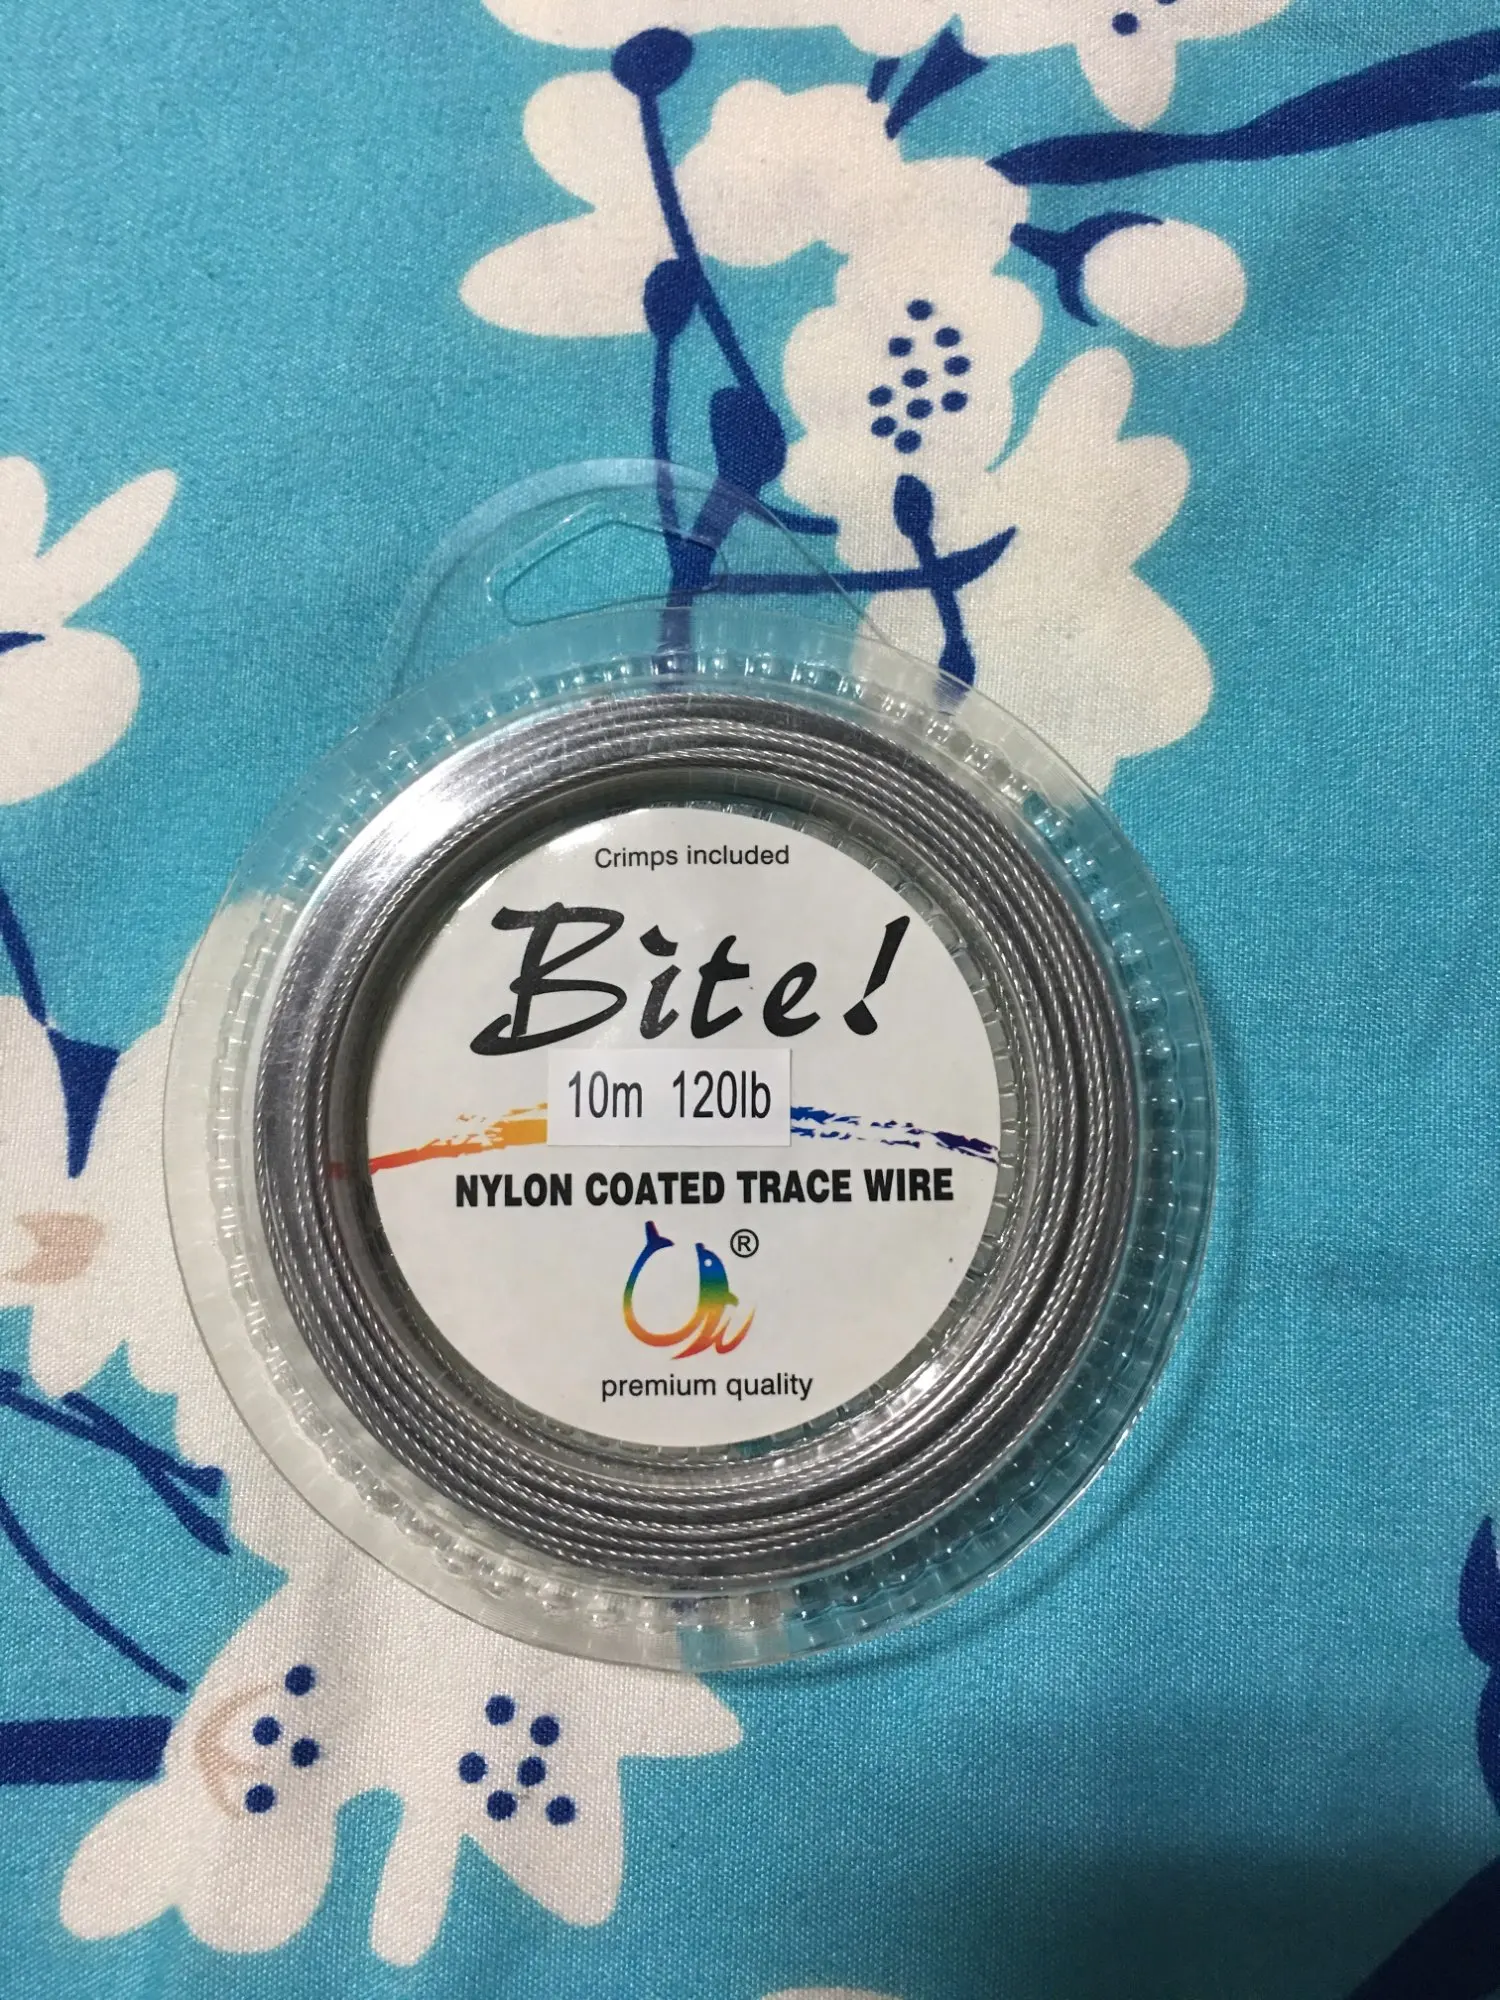 Crimps included
Bite!
10m 120lb
NYLON COATED TRACE WIRE
®
premium quality